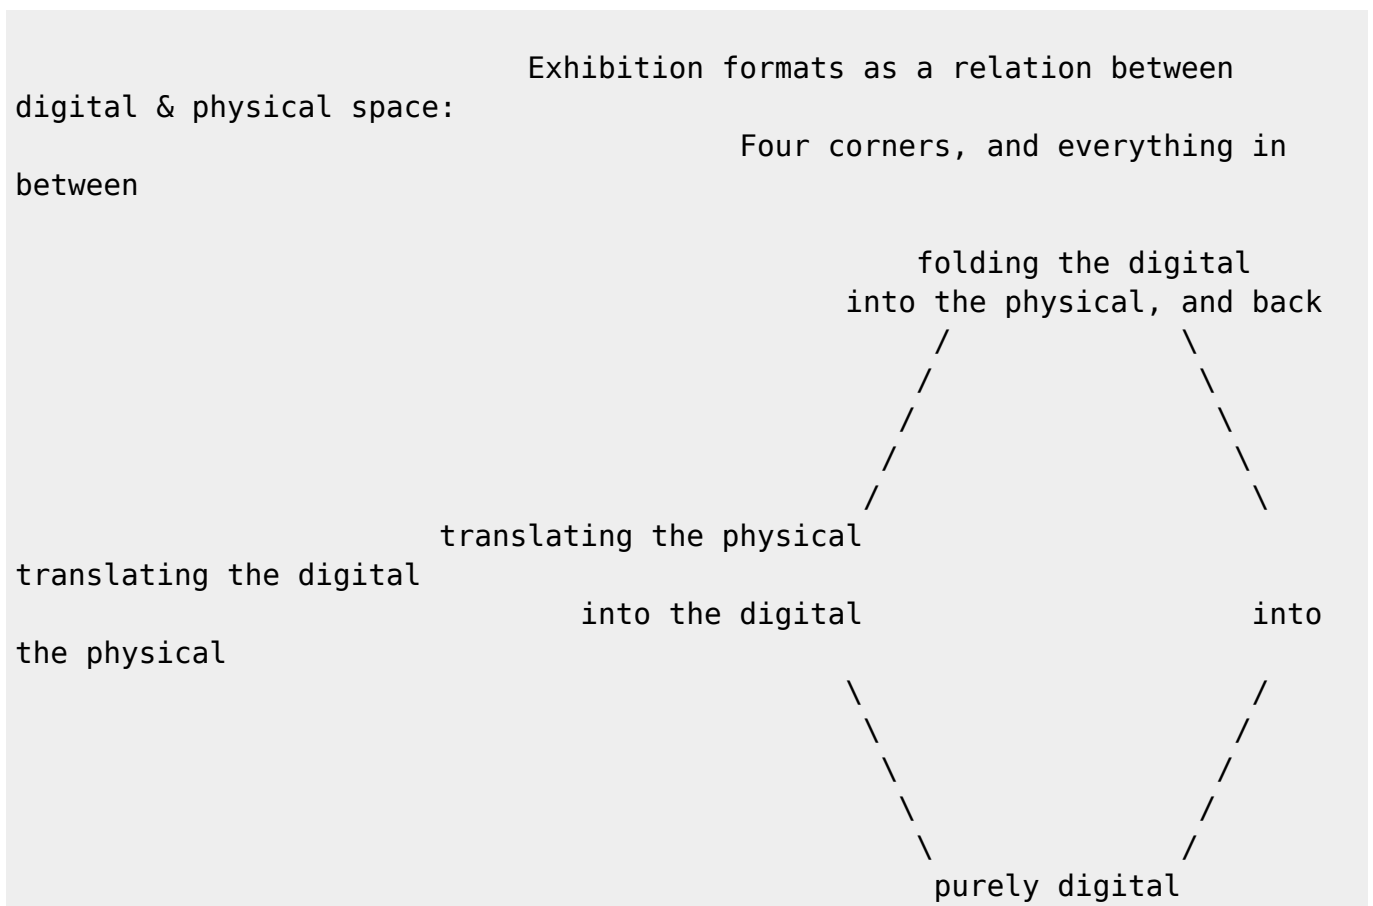 Exhibition formats as a relation between
digital & physical space:
Four corners, and everything in
between
folding the digital
into the physical, and back
/ \
/ \
/ \
/ \
/ \
translating the physical
translating the digital
into the digital into
the physical
\ /
\ /
\ /
\ /
\ /
purely digital